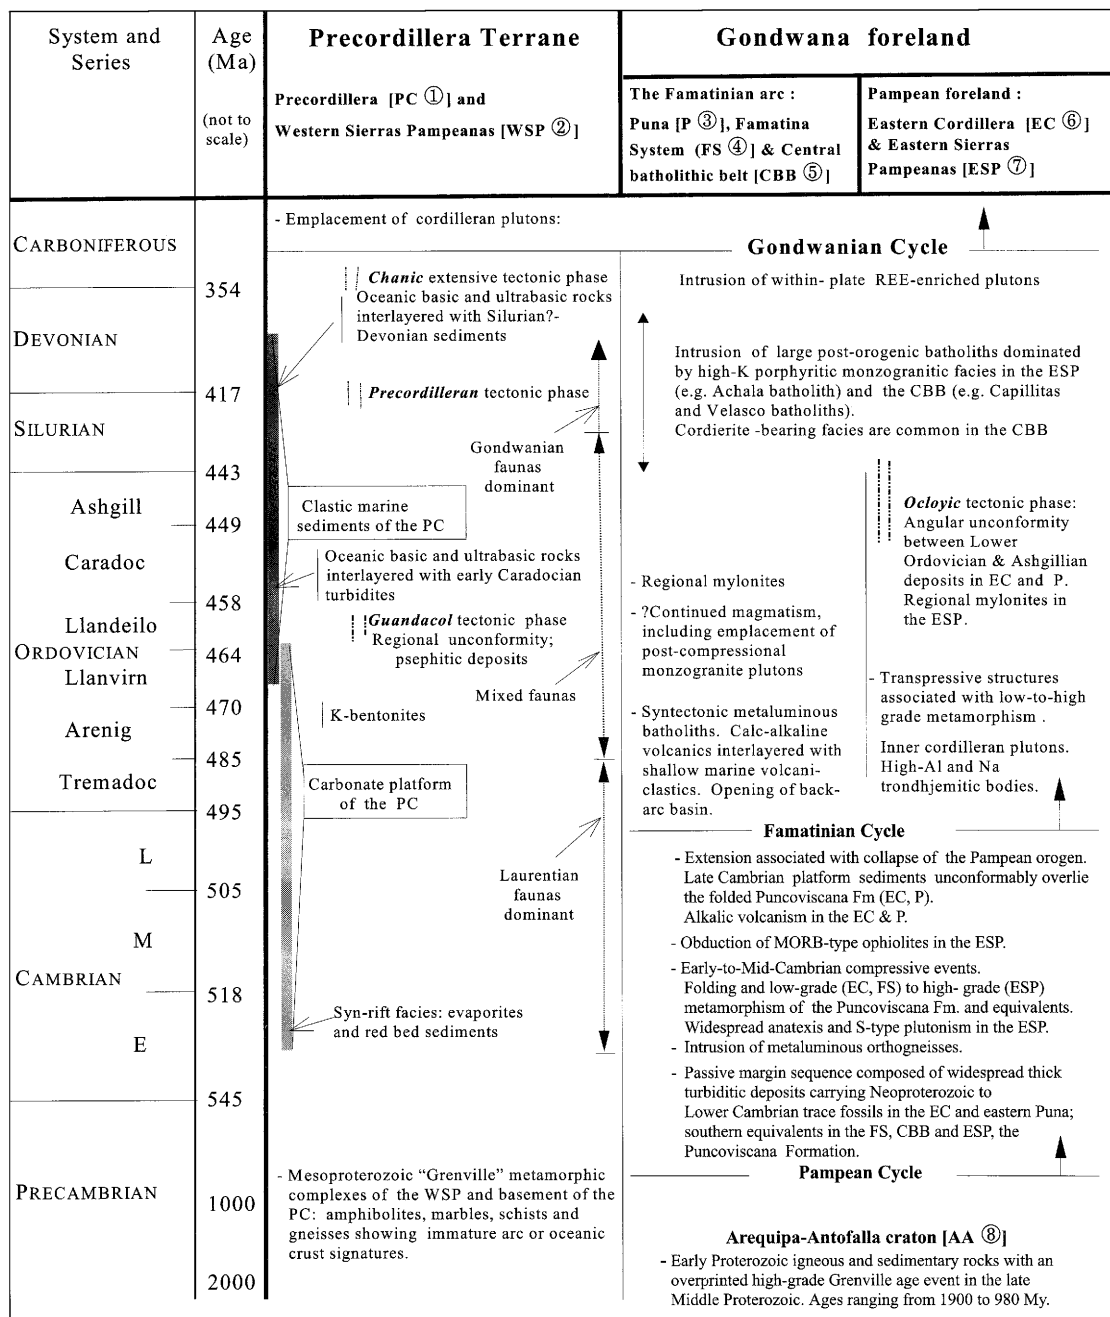 System and
Series
Age
(Ma)
(not to
scale)
Precordillera Terrane
Precordillera [PC ①] and
Western Sierras Pampeanas [WSP ②]
Gondwana foreland
The Famatinian arc :
Puna [P ③], Famatina
System (FS ④] & Central
batholithic belt [CBB ⑤]
Pampean foreland :
Eastern Cordillera [EC ⑥]
& Eastern Sierras
Pampeanas [ESP ⑦]
CARBONIFEROUS
354
DEVONIAN
417
SILURIAN
443
Ashgill
449
Caradoc
458
Llandeilo
ORDOVICIAN
464
Llanvirn
470
Arenig
485
Tremadoc
495
L
505
M
CAMBRIAN
518
E
545
PRECAMBRIAN
1000
2000
- Emplacement of cordilleran plutons:
Chanic extensive tectonic phase
Oceanic basic and ultrabasic rocks
interlayered with Silurian?-
Devonian sediments
Precordilleran tectonic phase
Gondwanian
faunas
dominant
Clastic marine
sediments of the PC
Oceanic basic and ultrabasic rocks
interlayered with early Caradocian
turbidites
Guandacol tectonic phase
Regional unconformity;
psephitic deposits
Mixed faunas
K-bentonites
Carbonate platform
of the PC
Laurentian
faunas
dominant
Syn-rift facies: evaporites
and red bed sediments
- Mesoproterozoic “Grenville” metamorphic
complexes of the WSP and basement of the
PC: amphibolites, marbles, schists and
gneisses showing immature arc or oceanic
crust signatures.
Gondwanian Cycle
Intrusion of within- plate REE-enriched plutons
Intrusion of large post-orogenic batholiths dominated
by high-K porphyritic monzogranitic facies in the ESP
(e.g. Achala batholith) and the CBB (e.g. Capillitas
and Velasco batholiths).
Cordierite -bearing facies are common in the CBB
Ocloyic tectonic phase:
Angular unconformity
between Lower
Ordovician & Ashgillian
deposits in EC and P.
Regional mylonites in
the ESP.
- Regional mylonites
- ?Continued magmatism,
including emplacement of
post-compressional
monzogranite plutons
- Syntectonic metaluminous
batholiths. Calc-alkaline
volcanics interlayered with
shallow marine volcani-
clastics. Opening of back-
arc basin.
- Transpressive structures
associated with low-to-high
grade metamorphism .
Inner cordilleran plutons.
High-Al and Na
trondhjemitic bodies.
Famatinian Cycle
- Extension associated with collapse of the Pampean orogen.
Late Cambrian platform sediments unconformably overlie
the folded Puncoviscana Fm (EC, P).
Alkalic volcanism in the EC & P.
- Obduction of MORB-type ophiolites in the ESP.
- Early-to-Mid-Cambrian compressive events.
Folding and low-grade (EC, FS) to high- grade (ESP)
metamorphism of the Puncoviscana Fm. and equivalents.
Widespread anatexis and S-type plutonism in the ESP.
- Intrusion of metaluminous orthogneisses.
- Passive margin sequence composed of widespread thick
turbiditic deposits carrying Neoproterozoic to
Lower Cambrian trace fossils in the EC and eastern Puna;
southern equivalents in the FS, CBB and ESP, the
Puncoviscana Formation.
Pampean Cycle
Arequipa-Antofalla craton [AA ⑧]
- Early Proterozoic igneous and sedimentary rocks with an
overprinted high-grade Grenville age event in the late
Middle Proterozoic. Ages ranging from 1900 to 980 My.